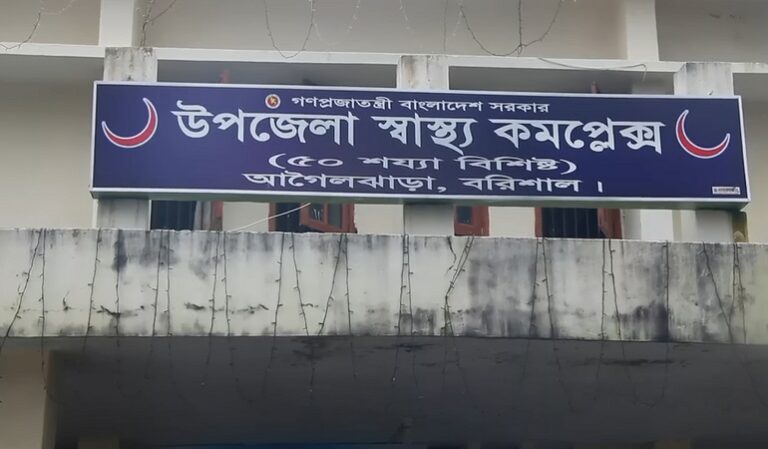 গণপ্রজাতন্ত্রী বাংলাদেশ সরকার
উপজেলা স্বাস্থ্য কমপ্লেক্স
(৫০ শয্যা বিশিষ্ট)
আগৈলঝাড়া, বরিশাল ।